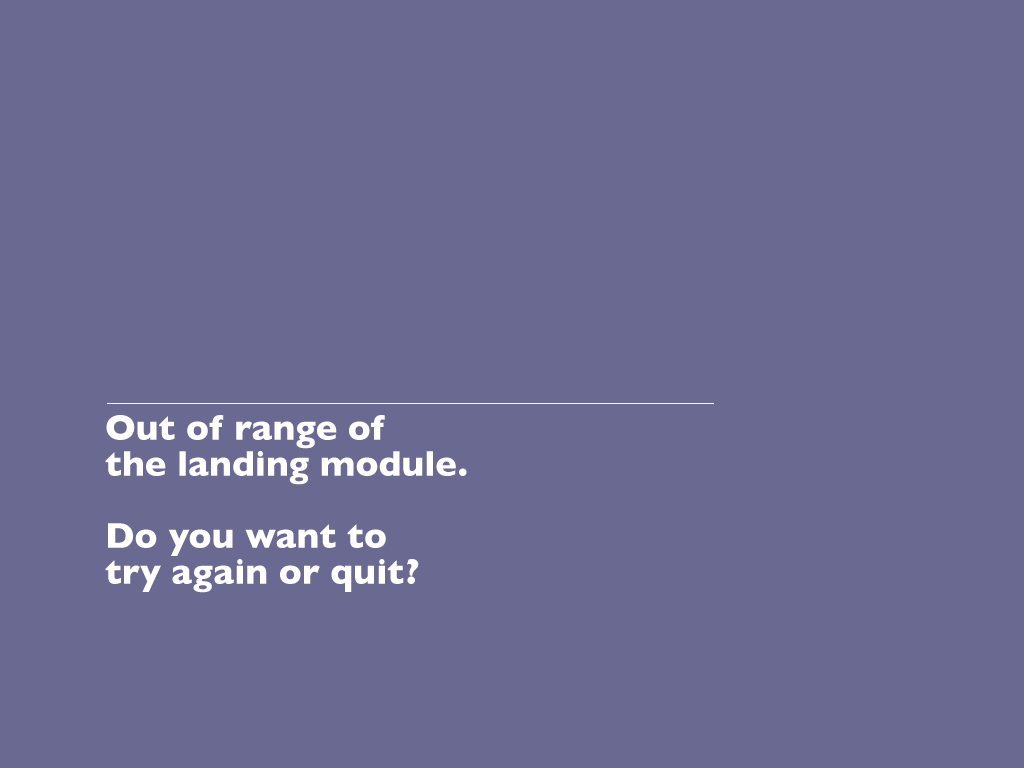 Out of range of
the landing module.
Do you want to
try again or quit?